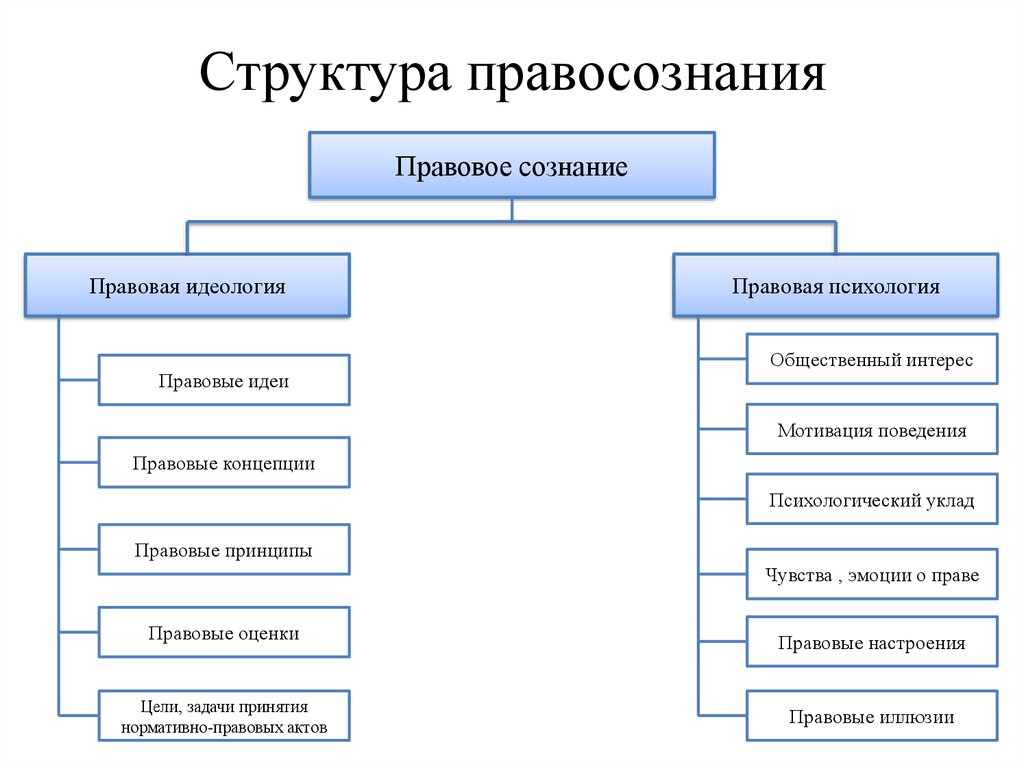 Структура правосознания
Правовое сознание
Правовая идеология
Правовые идеи
Правовые концепции
Правовые принципы
Правовые оценки
Цели, задачи принятия
нормативно-правовых актов
Правовая психология
Общественный интерес
Мотивация поведения
Психологический уклад
Чувства , эмоции о праве
Правовые настроения
Правовые иллюзии